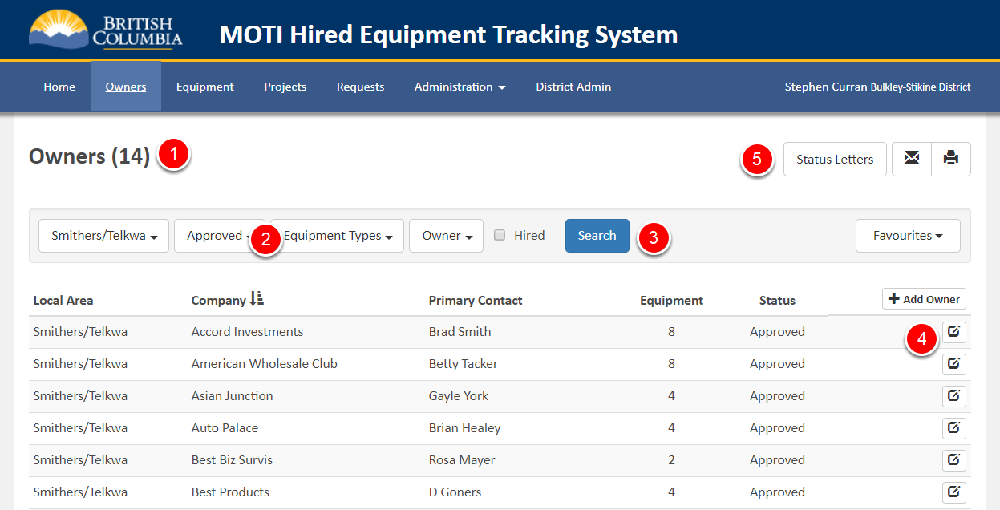 BRITISH
COLUMBIA
MOTI Hired Equipment Tracking System
Home Owners Equipment Projects Requests Administration District Admin Stephen Curran Bulkley-Stikine District
Owners (14) 1 5 Status Letters
Smithers/Telkwa Approved 2 Equipment Types Owner Hired Search 3 Favourites
Local Area Company Primary Contact Equipment Status Add Owner
Smithers/Telkwa Accord Investments Brad Smith 8 Approved 4
Smithers/Telkwa American Wholesale Club Betty Tacker 8 Approved
Smithers/Telkwa Asian Junction Gayle York 4 Approved
Smithers/Telkwa Auto Palace Brian Healey 4 Approved
Smithers/Telkwa Best Biz Survis Rosa Mayer 2 Approved
Smithers/Telkwa Best Products D Goners 4 Approved